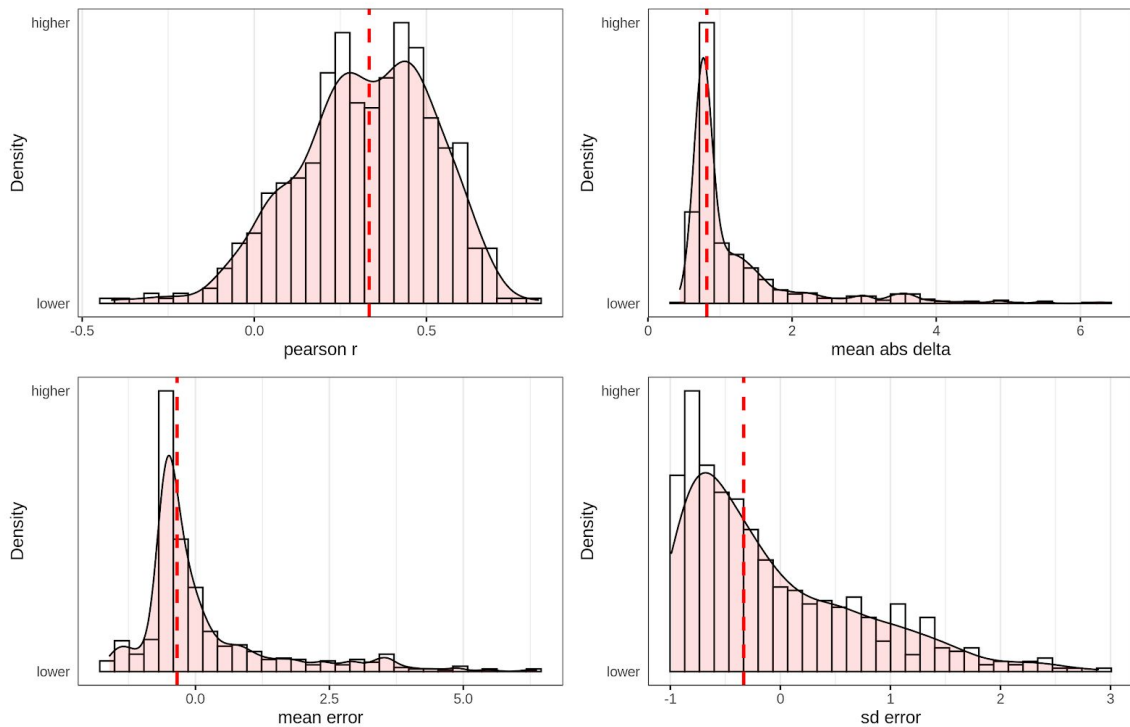 higher
Density
lower
-0.5 0.0 0.5
pearson r
higher
Density
lower
0 2 4 6
mean abs delta
higher
Density
lower
0.0 2.5 5.0
mean error
higher
Density
lower
-1 0 1 2 3
sd error